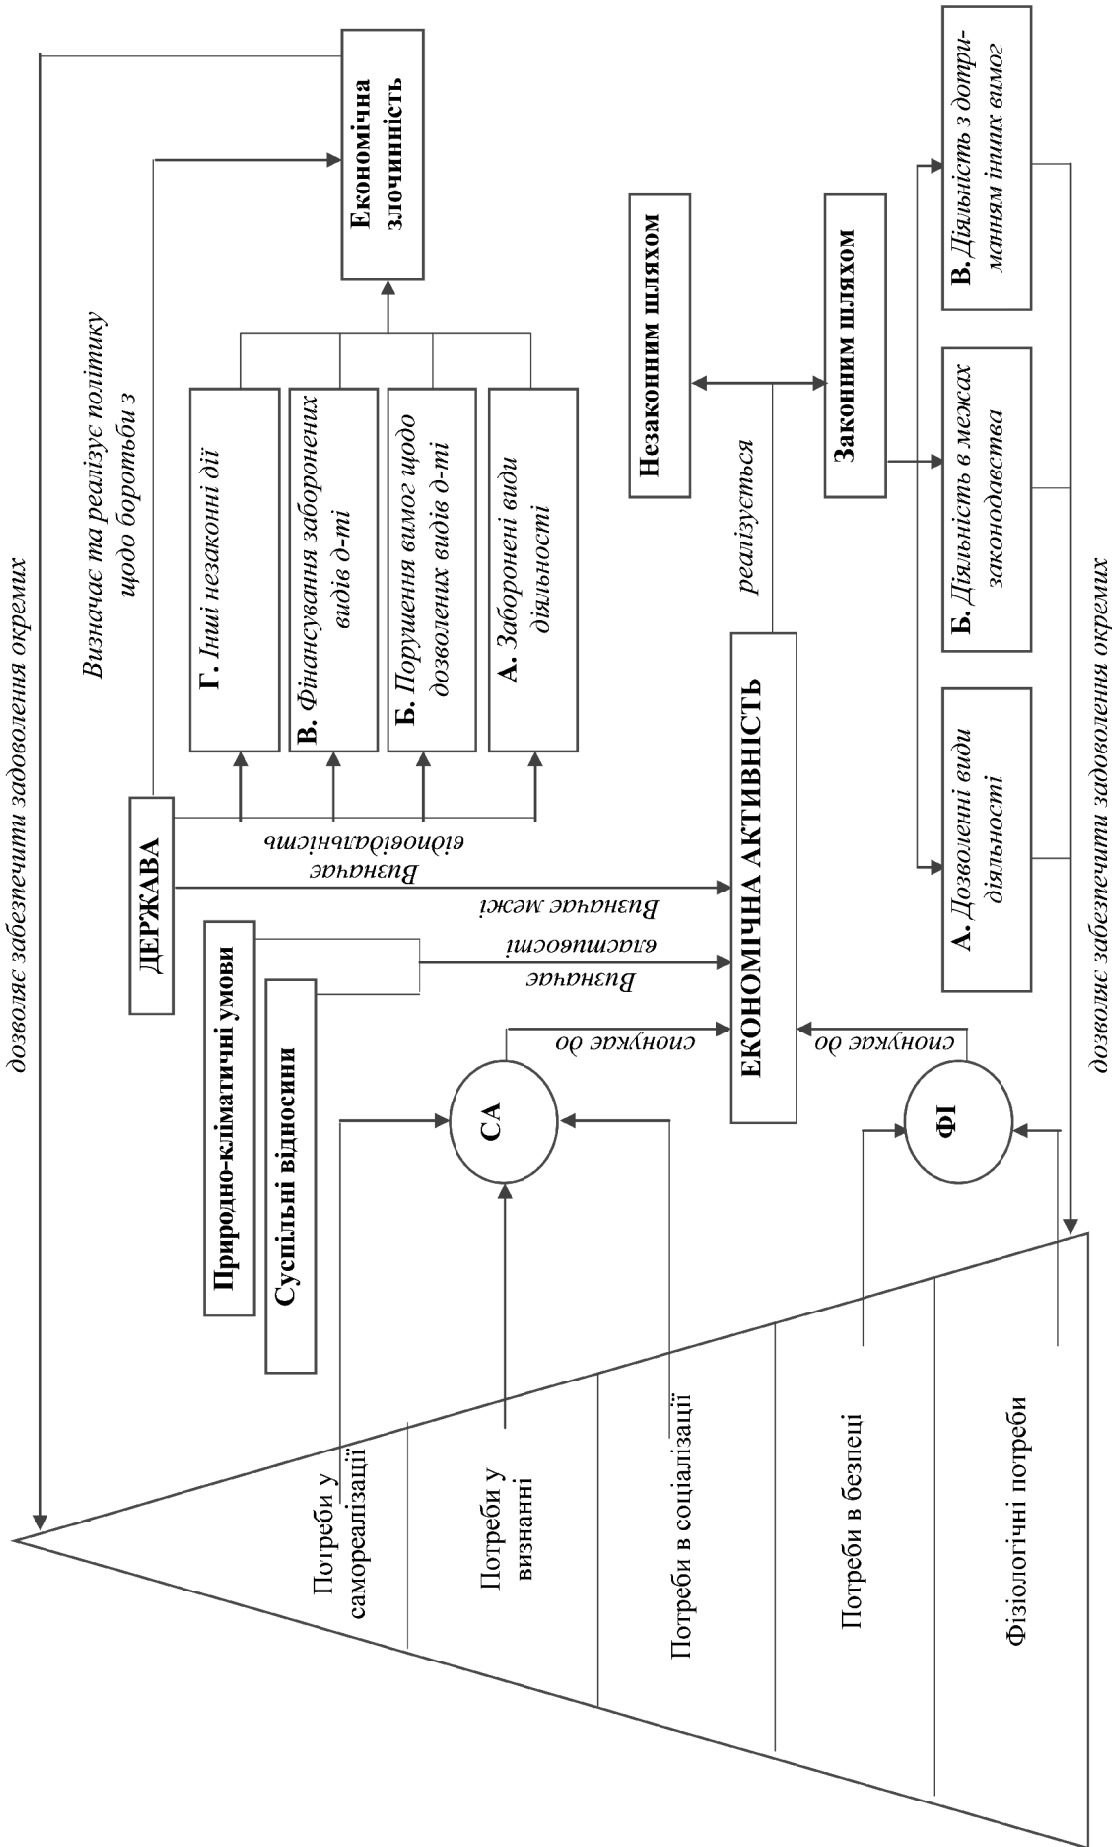 дозволяє забезпечити задоволення окремих
Визначає та реалізує політику
щодо боротьби з
ДЕРЖАВА
Природно-кліматичні умови
Суспільні відносини
Визначає
відповідальність
Г. Інші незаконні дії
В. Фінансування заборонених
видів д-ті
Б. Порушення вимог щодо
дозволених видів д-ті
А. Заборонені види
діяльності
Економічна
злочинність
Визначає межі
Визначає
властивості
Потреби у
самореалізації
Потреби у
визнанні
Потреби в соціалізації
Потреби в безпеці
Фізіологічні потреби
СА
спонукає до
ФІ
спонукає до
ЕКОНОМІЧНА АКТИВНІСТЬ
реалізується
Незаконним шляхом
Законним шляхом
А. Дозволенні види
діяльності
Б. Діяльність в межах
законодавства
В. Діяльність з дотри-
манням інших вимог
дозволяє забезпечити задоволення окремих